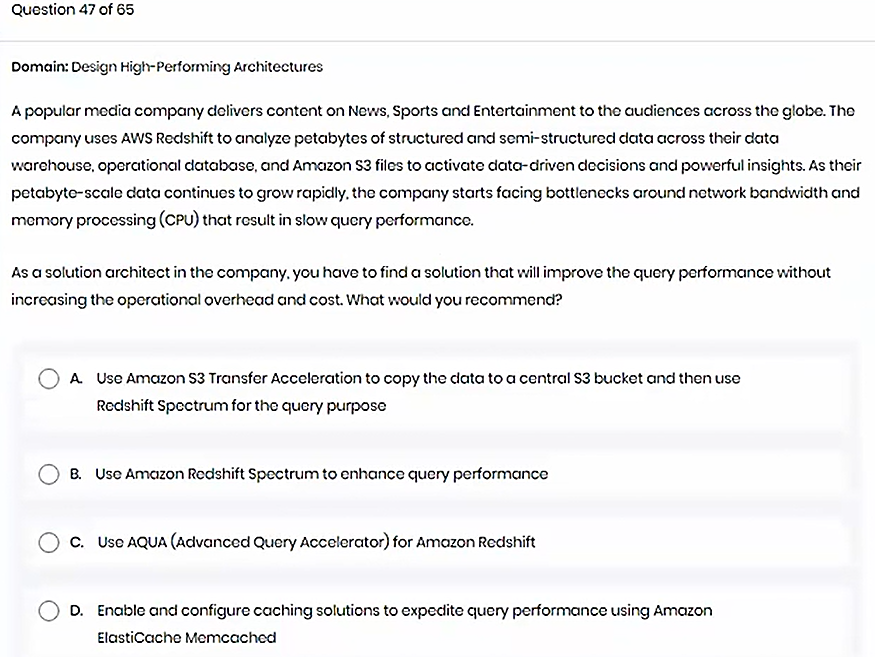 Question 47 of 65
Domain: Design High-Performing Architectures
A popular media company delivers content on News, Sports and Entertainment to the audiences across the globe. The
company uses AWS Redshift to analyze petabytes of structured and semi-structured data across their data
warehouse, operational database, and Amazon S3 files to activate data-driven decisions and powerful insights. As their
petabyte-scale data continues to grow rapidly, the company starts facing bottlenecks around network bandwidth and
memory processing (CPU) that result in slow query performance.
As a solution architect in the company, you have to find a solution that will improve the query performance without
increasing the operational overhead and cost. What would you recommend?
A. Use Amazon S3 Transfer Acceleration to copy the data to a central S3 bucket and then use
Redshift Spectrum for the query purpose
B. Use Amazon Redshift Spectrum to enhance query performance
C. Use AQUA (Advanced Query Accelerator) for Amazon Redshift
D. Enable and configure caching solutions to expedite query performance using Amazon
ElastiCache Memcached